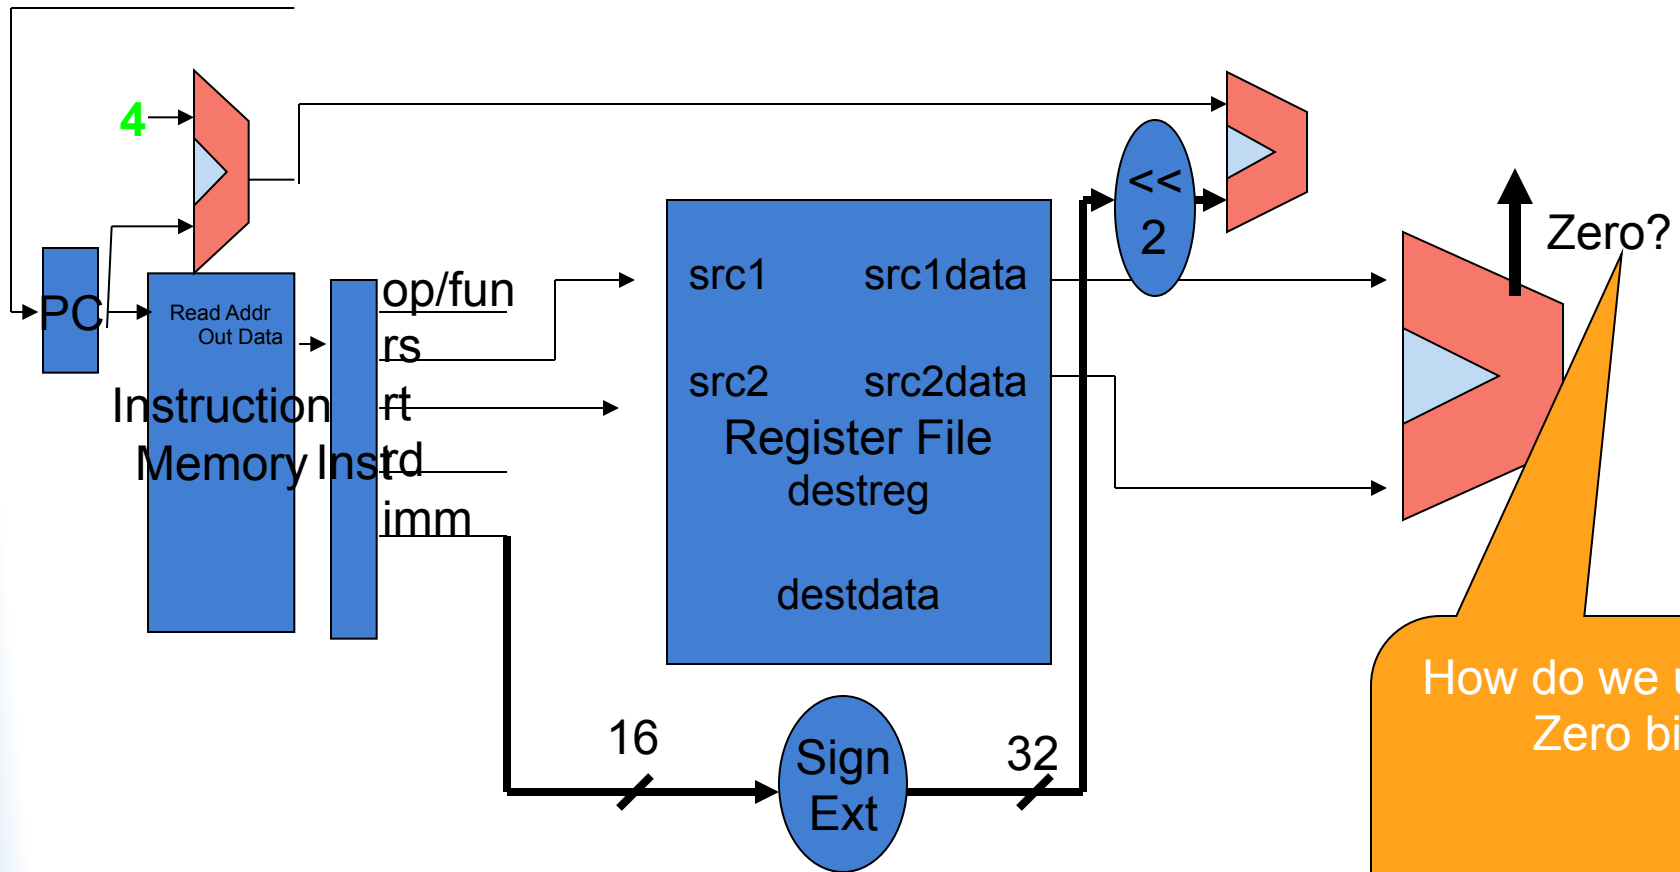 4
<<
2
Zero?
PC
Read Addr
Out Data
Instruction
Memory
Instr
op/fun
rs
rt
rd
imm
src1
src1data
src2
src2data
Register File
destreg
destdata
16
Sign
Ext
32
How do we
Zero